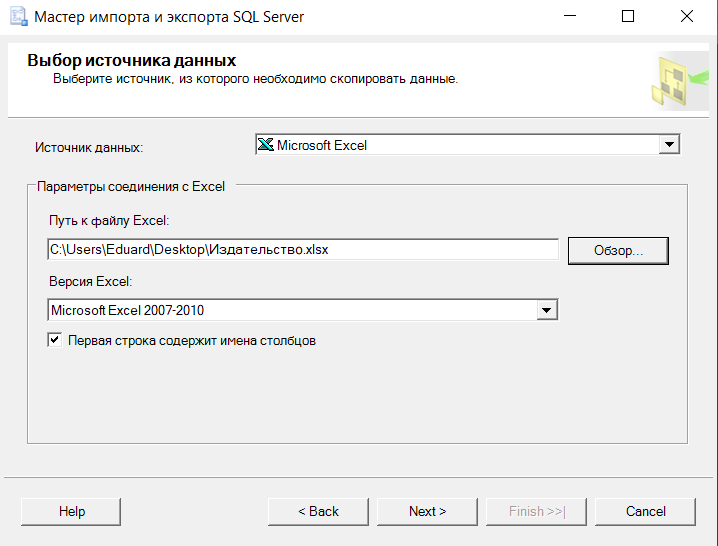 Мастер импорта и экспорта SQL Server
Выбор источника данных
Выберите источник, из которого необходимо скопировать данные.
Источник данных:
Microsoft Excel
Параметры соединения с Excel
Путь к файлу Excel:
C:\Users\Eduard\Desktop\Издательство.xlsx
Обзор...
Версия Excel:
Microsoft Excel 2007-2010
Первая строка содержит имена столбцов
Help
< Back
Next >
Finish >>|
Cancel